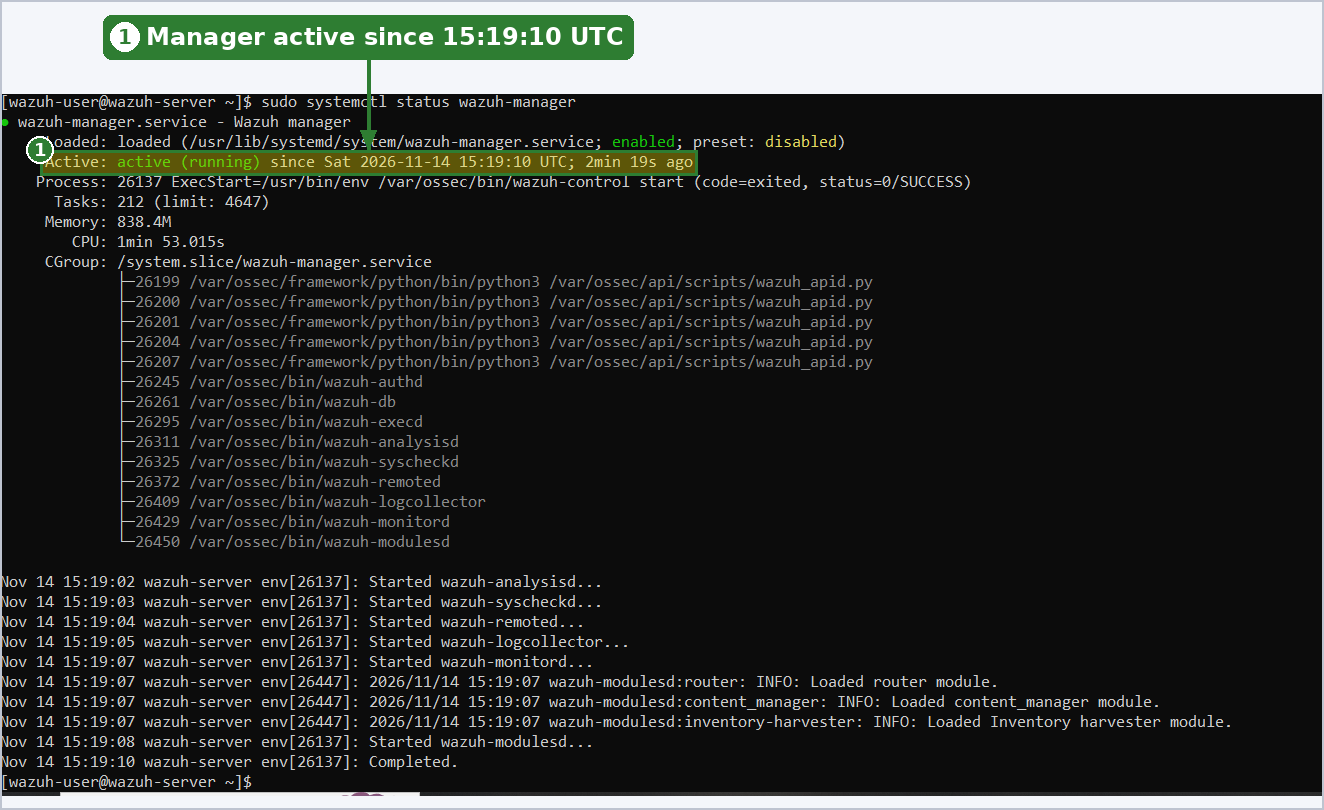 1 Manager active since 15:19:10 UTC
[wazuh-user@wazuh-server ~]$ sudo systemctl status wazuh-manager
● wazuh-manager.service - Wazuh manager
1
Loaded: loaded (/usr/lib/systemd/system/wazuh-manager.service; enabled; preset: disabled)
Active: active (running) since Sat 2026-11-14 15:19:10 UTC; 2min 19s ago
Process: 26137 ExecStart=/usr/bin/env /var/ossec/bin/wazuh-control start (code=exited, status=0/SUCCESS)
Tasks: 212 (limit: 4647)
Memory: 838.4M
CPU: 1min 53.015s
CGroup: /system.slice/wazuh-manager.service
├─26199 /var/ossec/framework/python/bin/python3 /var/ossec/api/scripts/wazuh_apid.py
├─26200 /var/ossec/framework/python/bin/python3 /var/ossec/api/scripts/wazuh_apid.py
├─26201 /var/ossec/framework/python/bin/python3 /var/ossec/api/scripts/wazuh_apid.py
├─26204 /var/ossec/framework/python/bin/python3 /var/ossec/api/scripts/wazuh_apid.py
├─26207 /var/ossec/framework/python/bin/python3 /var/ossec/api/scripts/wazuh_apid.py
├─26245 /var/ossec/bin/wazuh-authd
├─26261 /var/ossec/bin/wazuh-db
├─26295 /var/ossec/bin/wazuh-execd
├─26311 /var/ossec/bin/wazuh-analysisd
├─26325 /var/ossec/bin/wazuh-syscheckd
├─26372 /var/ossec/bin/wazuh-remoted
├─26409 /var/ossec/bin/wazuh-logcollector
├─26429 /var/ossec/bin/wazuh-monitord
└─26450 /var/ossec/bin/wazuh-modulesd
Nov 14 15:19:02 wazuh-server env[26137]: Started wazuh-analysisd...
Nov 14 15:19:03 wazuh-server env[26137]: Started wazuh-syscheckd...
Nov 14 15:19:04 wazuh-server env[26137]: Started wazuh-remoted...
Nov 14 15:19:05 wazuh-server env[26137]: Started wazuh-logcollector...
Nov 14 15:19:07 wazuh-server env[26137]: Started wazuh-monitord...
Nov 14 15:19:07 wazuh-server env[26447]: 2026/11/14 15:19:07 wazuh-modulesd:router: INFO: Loaded router module.
Nov 14 15:19:07 wazuh-server env[26447]: 2026/11/14 15:19:07 wazuh-modulesd:content_manager: INFO: Loaded content_manager module.
Nov 14 15:19:07 wazuh-server env[26447]: 2026/11/14 15:19:07 wazuh-modulesd:inventory-harvester: INFO: Loaded Inventory harvester module.
Nov 14 15:19:08 wazuh-server env[26137]: Started wazuh-modulesd...
Nov 14 15:19:10 wazuh-server env[26137]: Completed.
[wazuh-user@wazuh-server ~]$